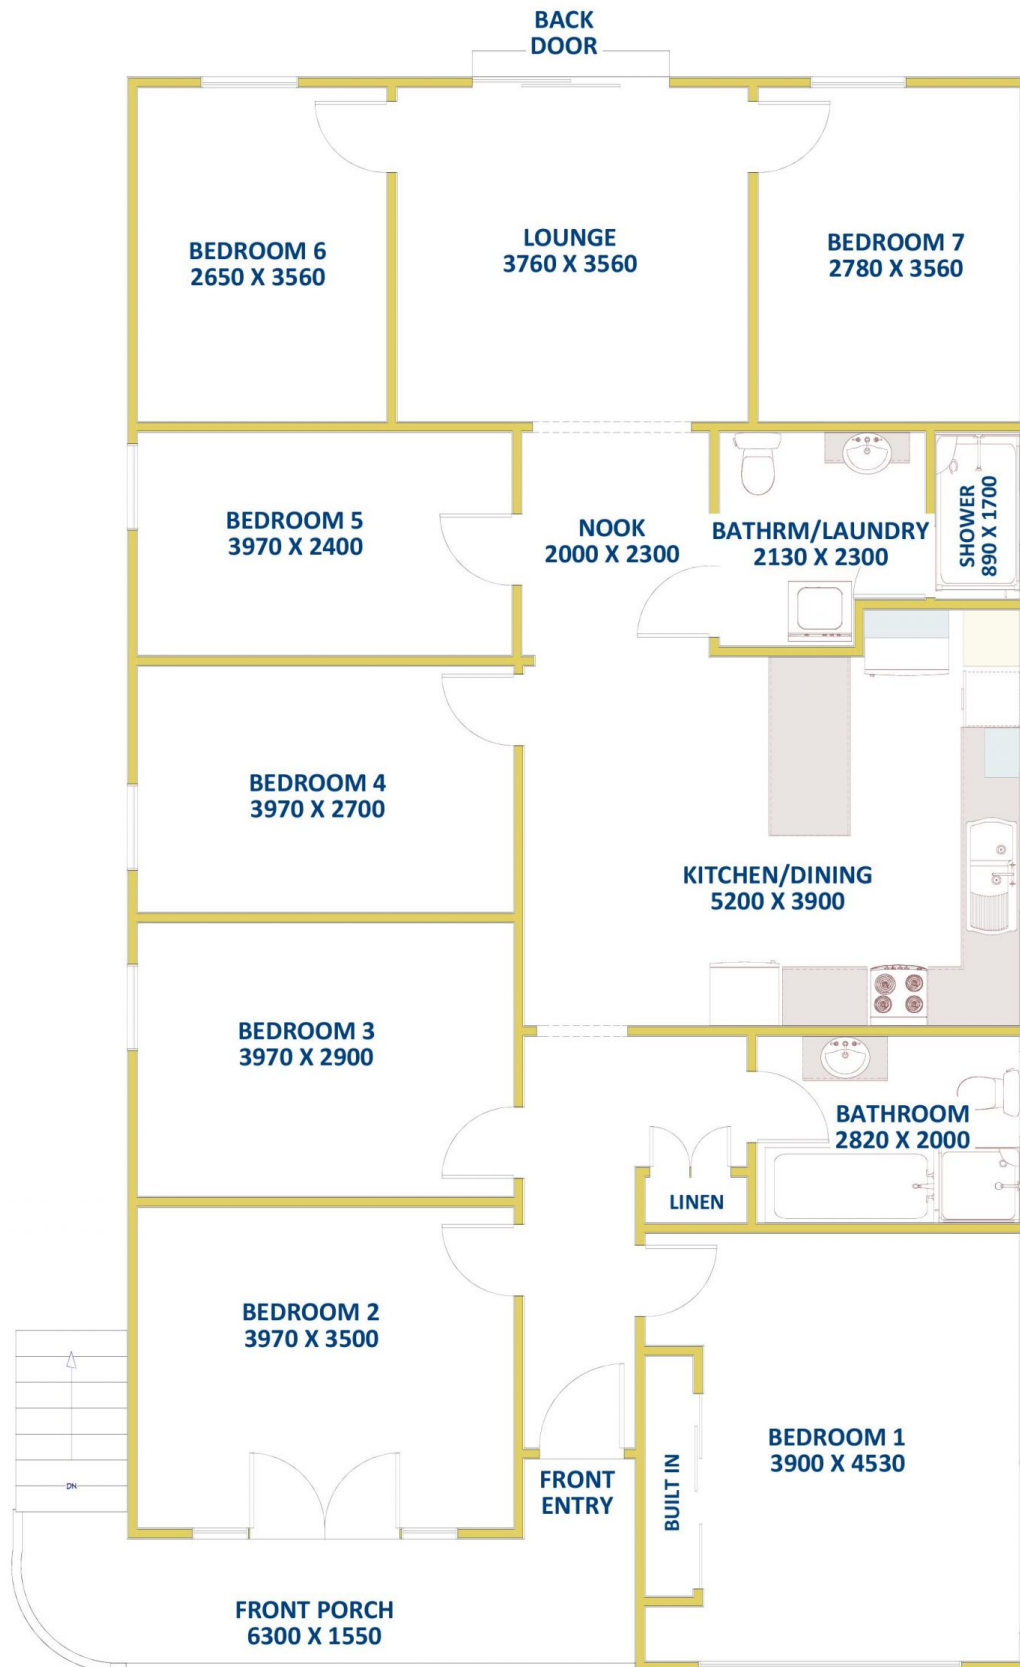 BACK
DOOR
BEDROOM 6
2650 X 3560
LOUNGE
3760 X 3560
BEDROOM 7
2780 X 3560
BEDROOM 5
3970 X 2400
NOOK
2000 X 2300
BATHRM/LAUNDRY
2130 X 2300
SHOWER
890 X 1700
BEDROOM 4
3970 X 2700
KITCHEN/DINING
5200 X 3900
BEDROOM 3
3970 X 2900
BATHROOM
2820 X 2000
LINEN
BEDROOM 2
3970 X 3500
BEDROOM 1
3900 X 4530
BUILT IN
FRONT
ENTRY
DN
FRONT PORCH
6300 X 1550